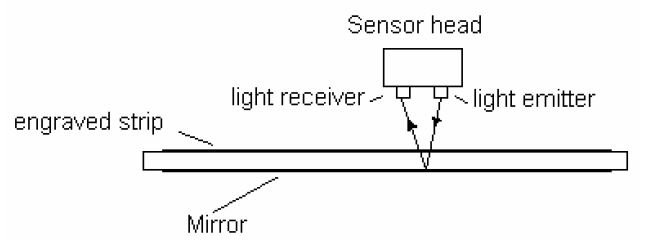 Sensor head
light receiver
light emitter
engraved strip
Mirror